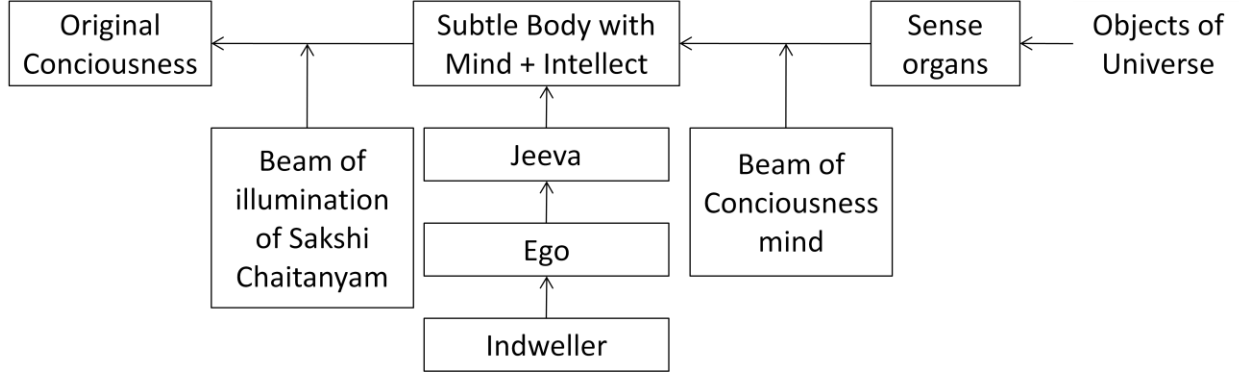 Original
Conciousness
Subtle Body with
Mind + Intellect
Sense
organs
Objects of
Universe
Beam of
illumination
of Sakshi
Chaitanyam
Jeeva
Ego
Indweller
Beam of
Conciousness
mind